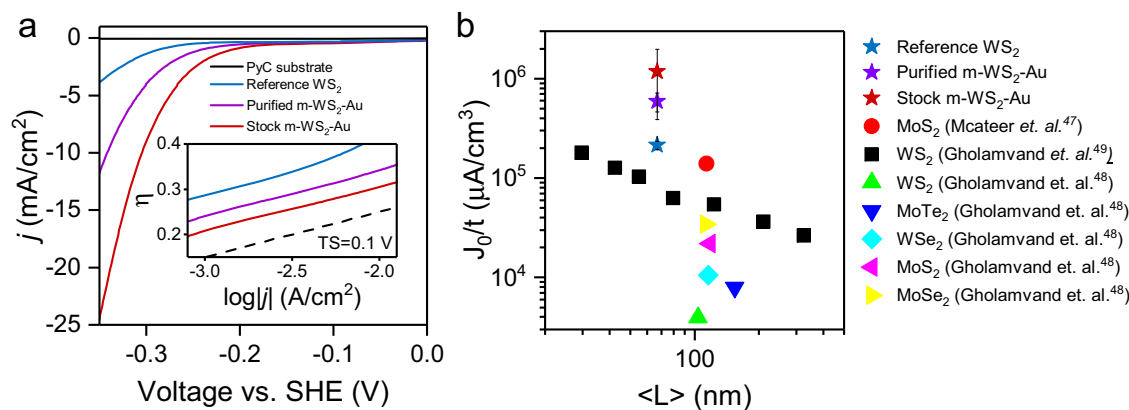 a
0
-5
-10
-15
-20
-25
j (mA/cm²)
-0.3
-0.2
-0.1
0.0
Voltage vs. SHE (V)
PyC substrate
Reference WS₂
Purified m-WS₂-Au
Stock m-WS₂-Au
0.4
0.3
0.2
η
TS=0.1 V
-3.0
-2.5
-2.0
log|j| (A/cm²)
b
10⁶
10⁵
10⁴
J₀/t (μA/cm³)
100
<L> (nm)
Reference WS₂
Purified m-WS₂-Au
Stock m-WS₂-Au
MoS₂ (Mcateer et. al.⁴⁷)
WS₂ (Gholamvand et. al.⁴⁹)
WS₂ (Gholamvand et. al.⁴⁸)
MoTe₂ (Gholamvand et. al.⁴⁸)
WSe₂ (Gholamvand et. al.⁴⁸)
MoS₂ (Gholamvand et. al.⁴⁸)
MoSe₂ (Gholamvand et. al.⁴⁸)